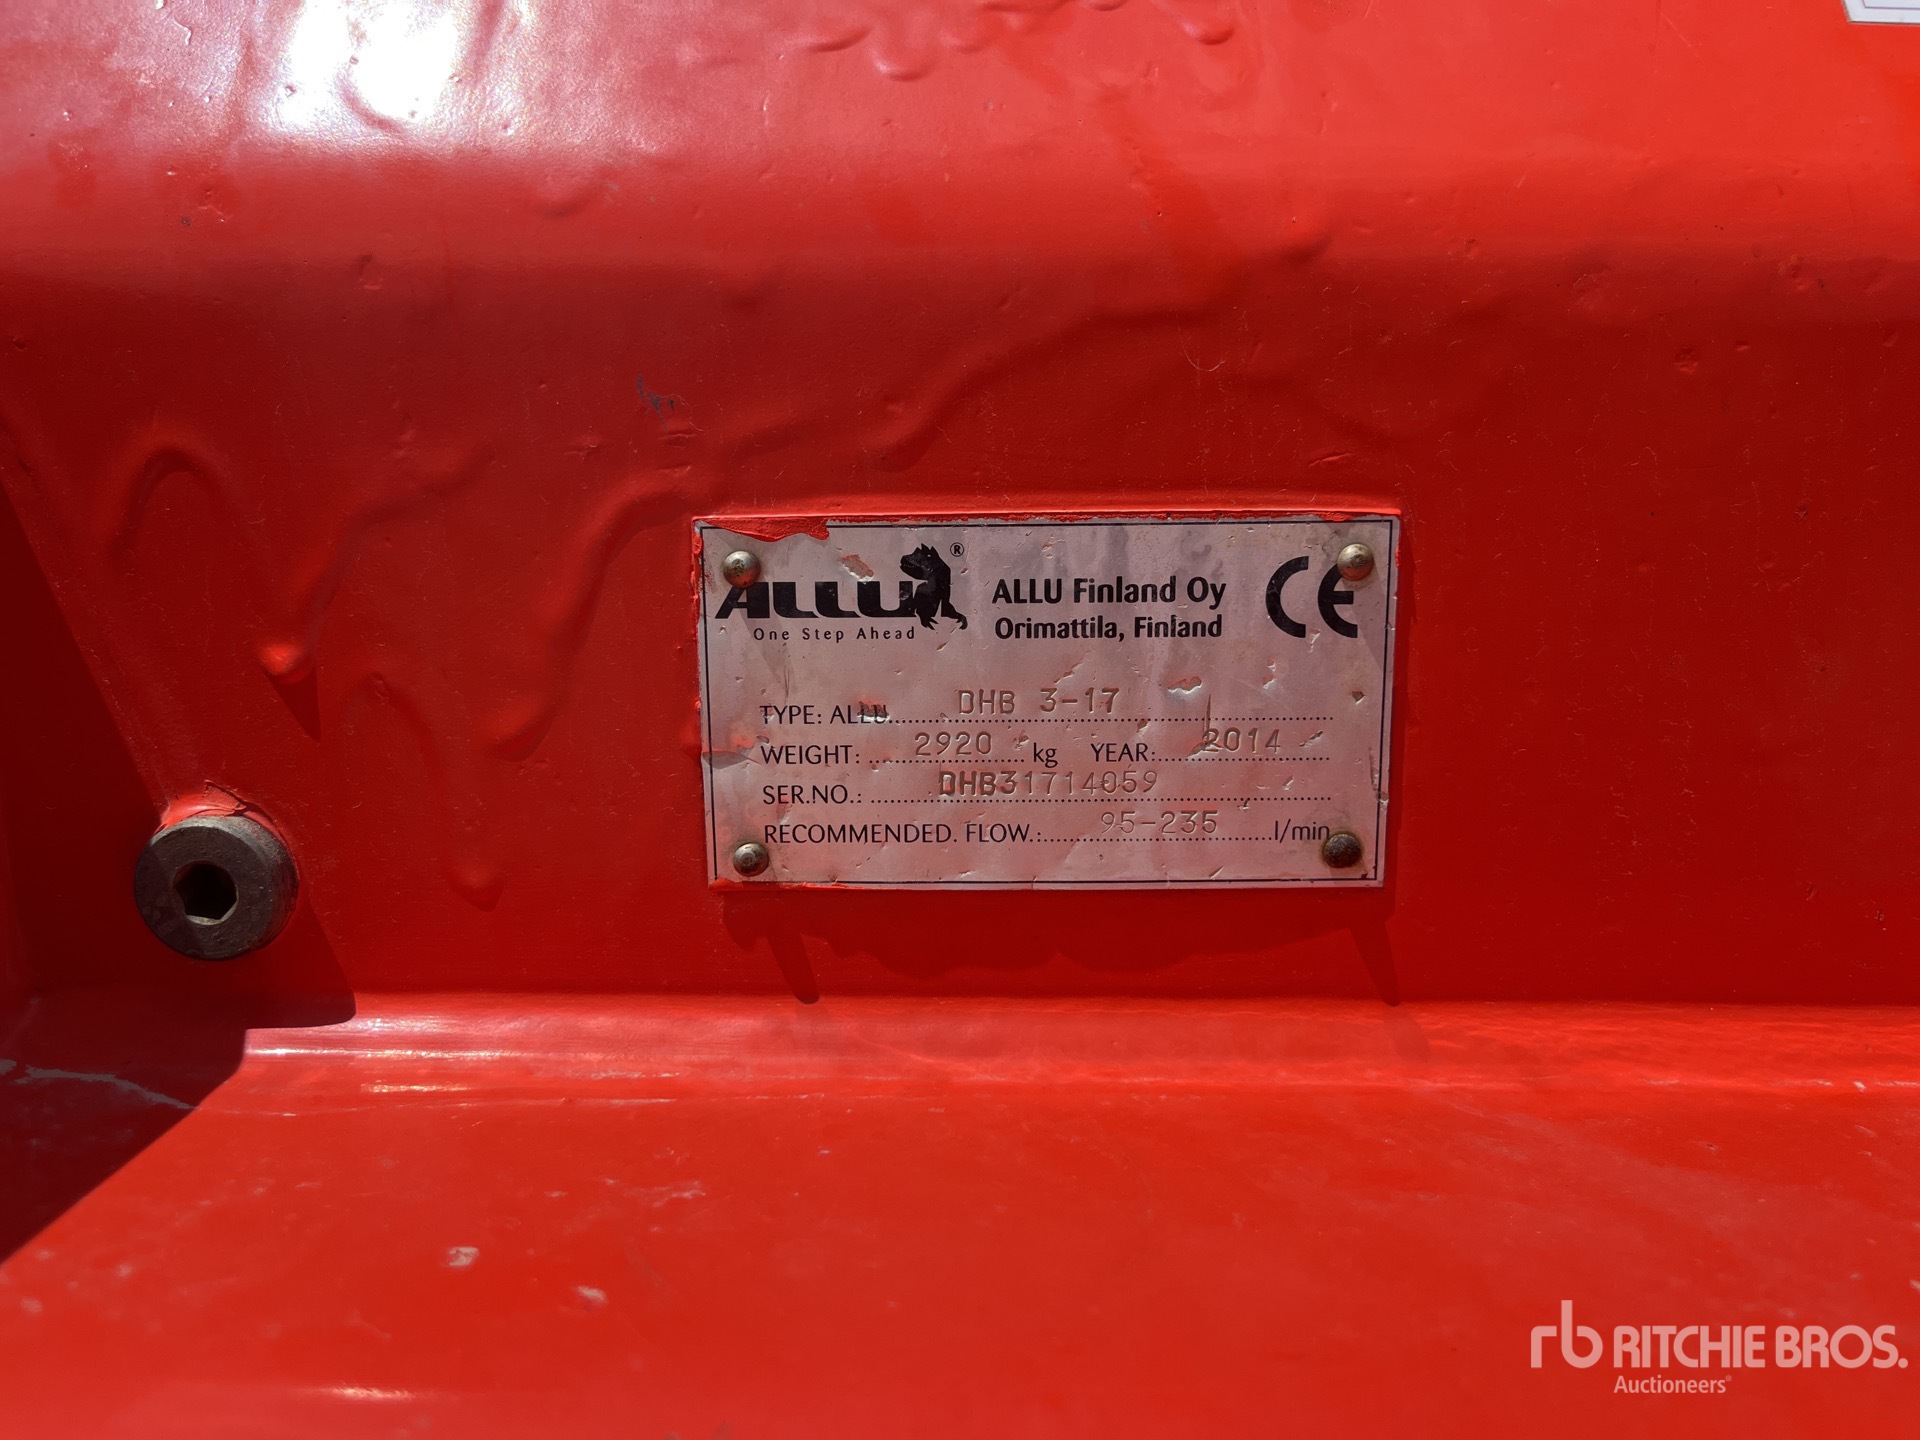 ALLU ®
One Step Ahead
ALLU Finland Oy
Orimattila, Finland
CE
TYPE: ALLU DHB 3-17
WEIGHT: 2920 kg YEAR: 2014
SER.NO.: DHB31714059
RECOMMENDED. FLOW.: 95-235 l/min
rb RITCHIE BROS.
Auctioneers®